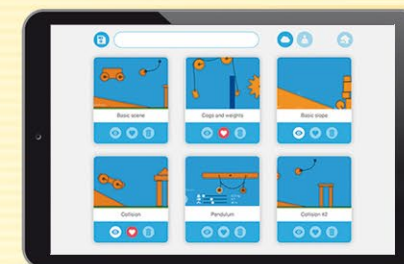 Basic scene
Cogs and weights
Basic slope
Collision
Pendulum
Collision #2